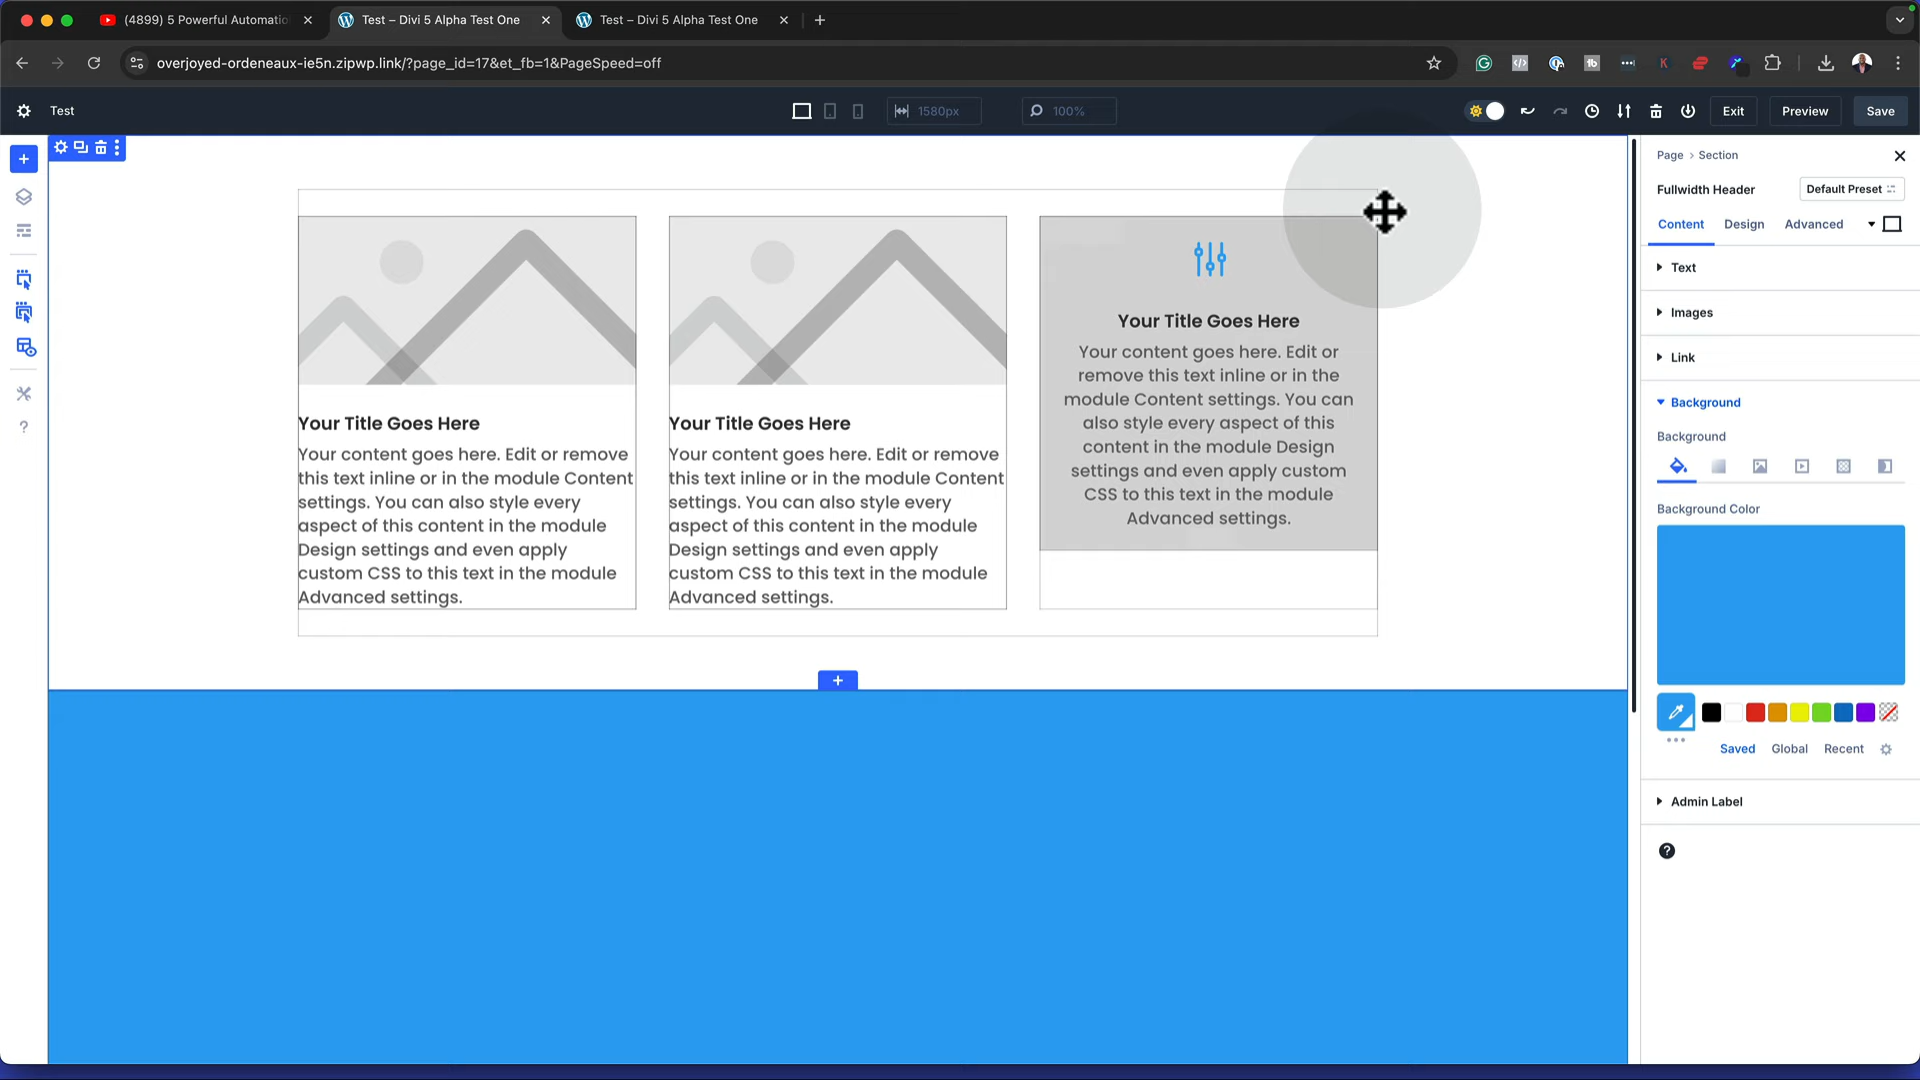 (4899) 5 Powerful Automatio
Test – Divi 5 Alpha Test One
Test – Divi 5 Alpha Test One
overjoyed-ordeneaux-ie5n.zipwp.link/?page_id=17&et_fb=1&PageSpeed=off
Test
1580px
100%
Exit
Preview
Save
Page > Section
Fullwidth Header
Default Preset
Content
Design
Advanced
Text
Images
Link
Background
Background
Background Color
Saved
Global
Recent
Admin Label
Your Title Goes Here
Your content goes here. Edit or remove
this text inline or in the module Content
settings. You can also style every
aspect of this content in the module
Design settings and even apply
custom CSS to this text in the module
Advanced settings.
Your Title Goes Here
Your content goes here. Edit or remove
this text inline or in the module Content
settings. You can also style every
aspect of this content in the module
Design settings and even apply
custom CSS to this text in the module
Advanced settings.
Your Title Goes Here
Your content goes here. Edit or
remove this text inline or in the
module Content settings. You can
also style every aspect of this
content in the module Design
settings and even apply custom
CSS to this text in the module
Advanced settings.